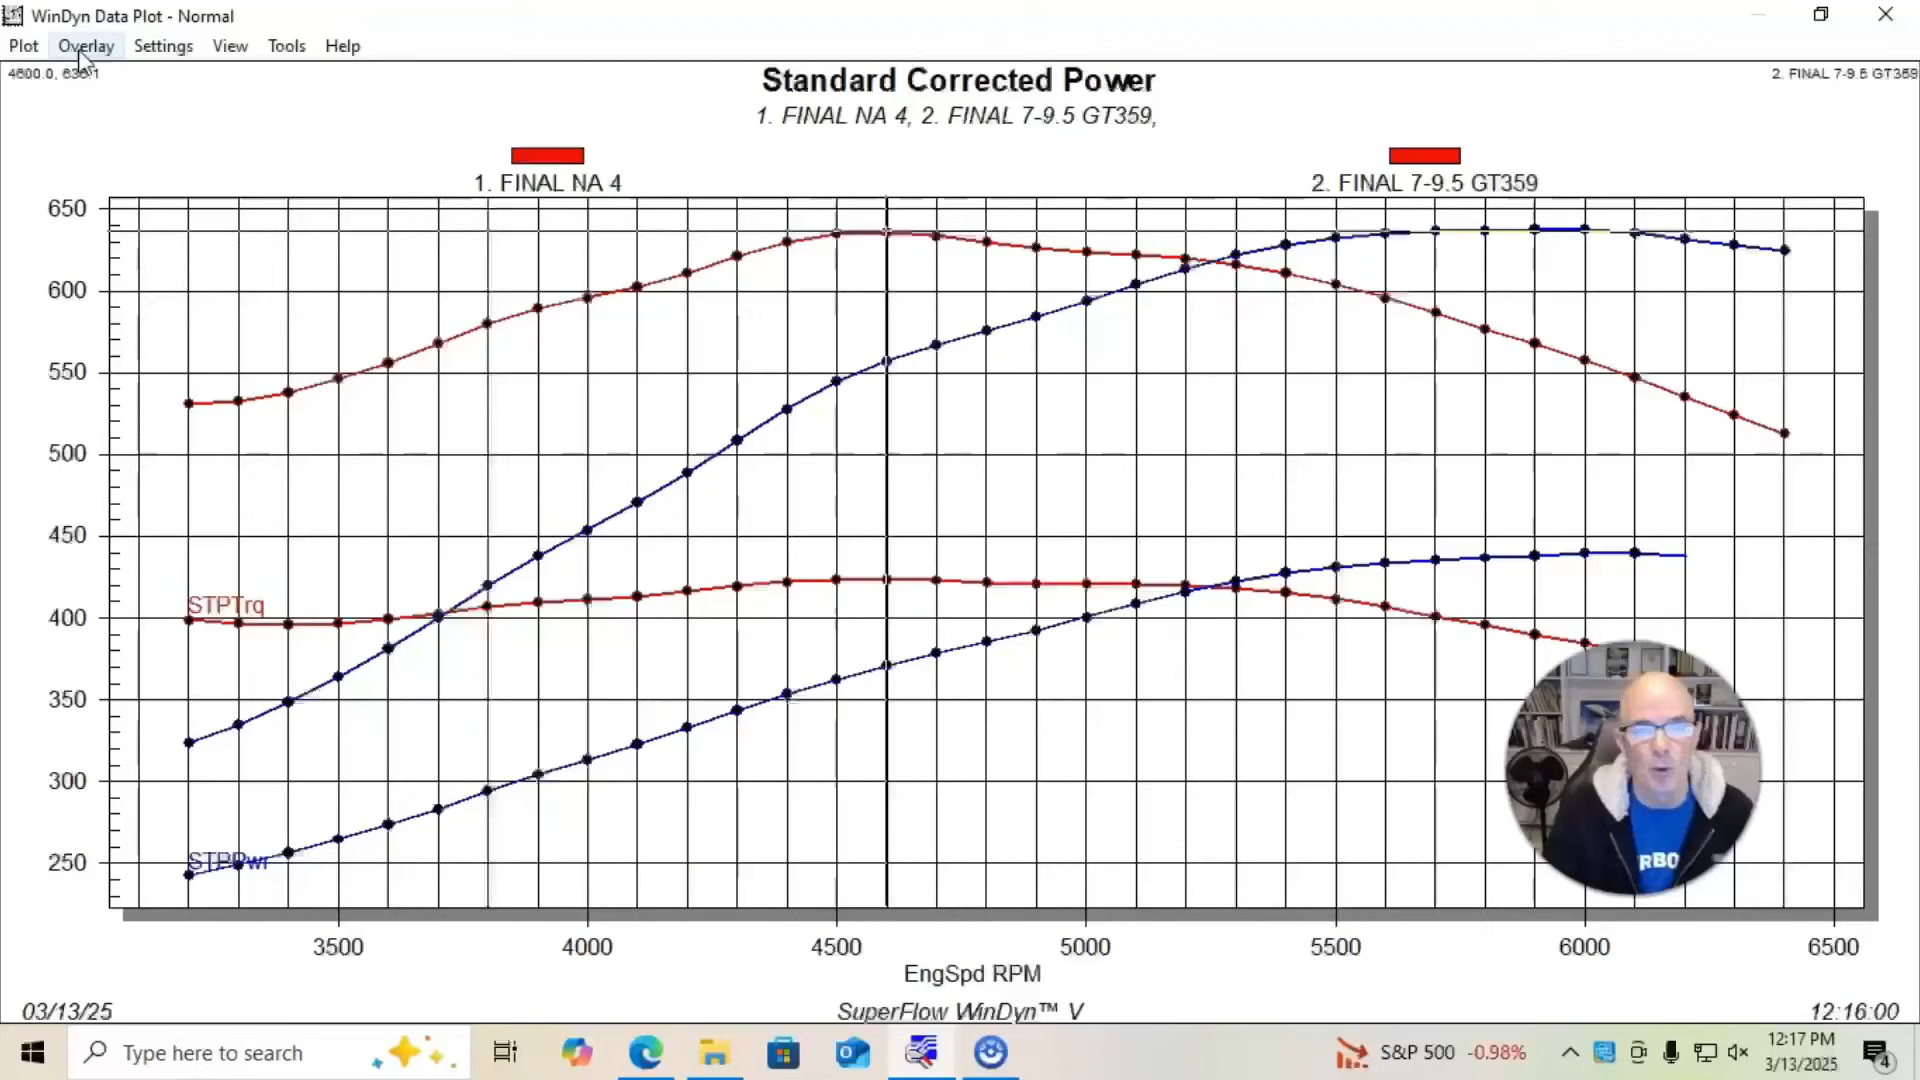 WinDyn Data Plot - Normal
Plot Overlay Settings View Tools Help
2. FINAL 7-9.5 GT359
Standard Corrected Power
1. FINAL NA 4, 2. FINAL 7-9.5 GT359,
1. FINAL NA 4
2. FINAL 7-9.5 GT359
650
600
550
500
450
400
350
300
250
STPTrq
STPPwr
RBO
3500 4000 4500 5000 5500 6000 6500
EngSpd RPM
03/13/25 SuperFlow WinDyn™ V 12:16:00
Type here to search
S&P 500 -0.98%
12:17 PM
3/13/2025
4